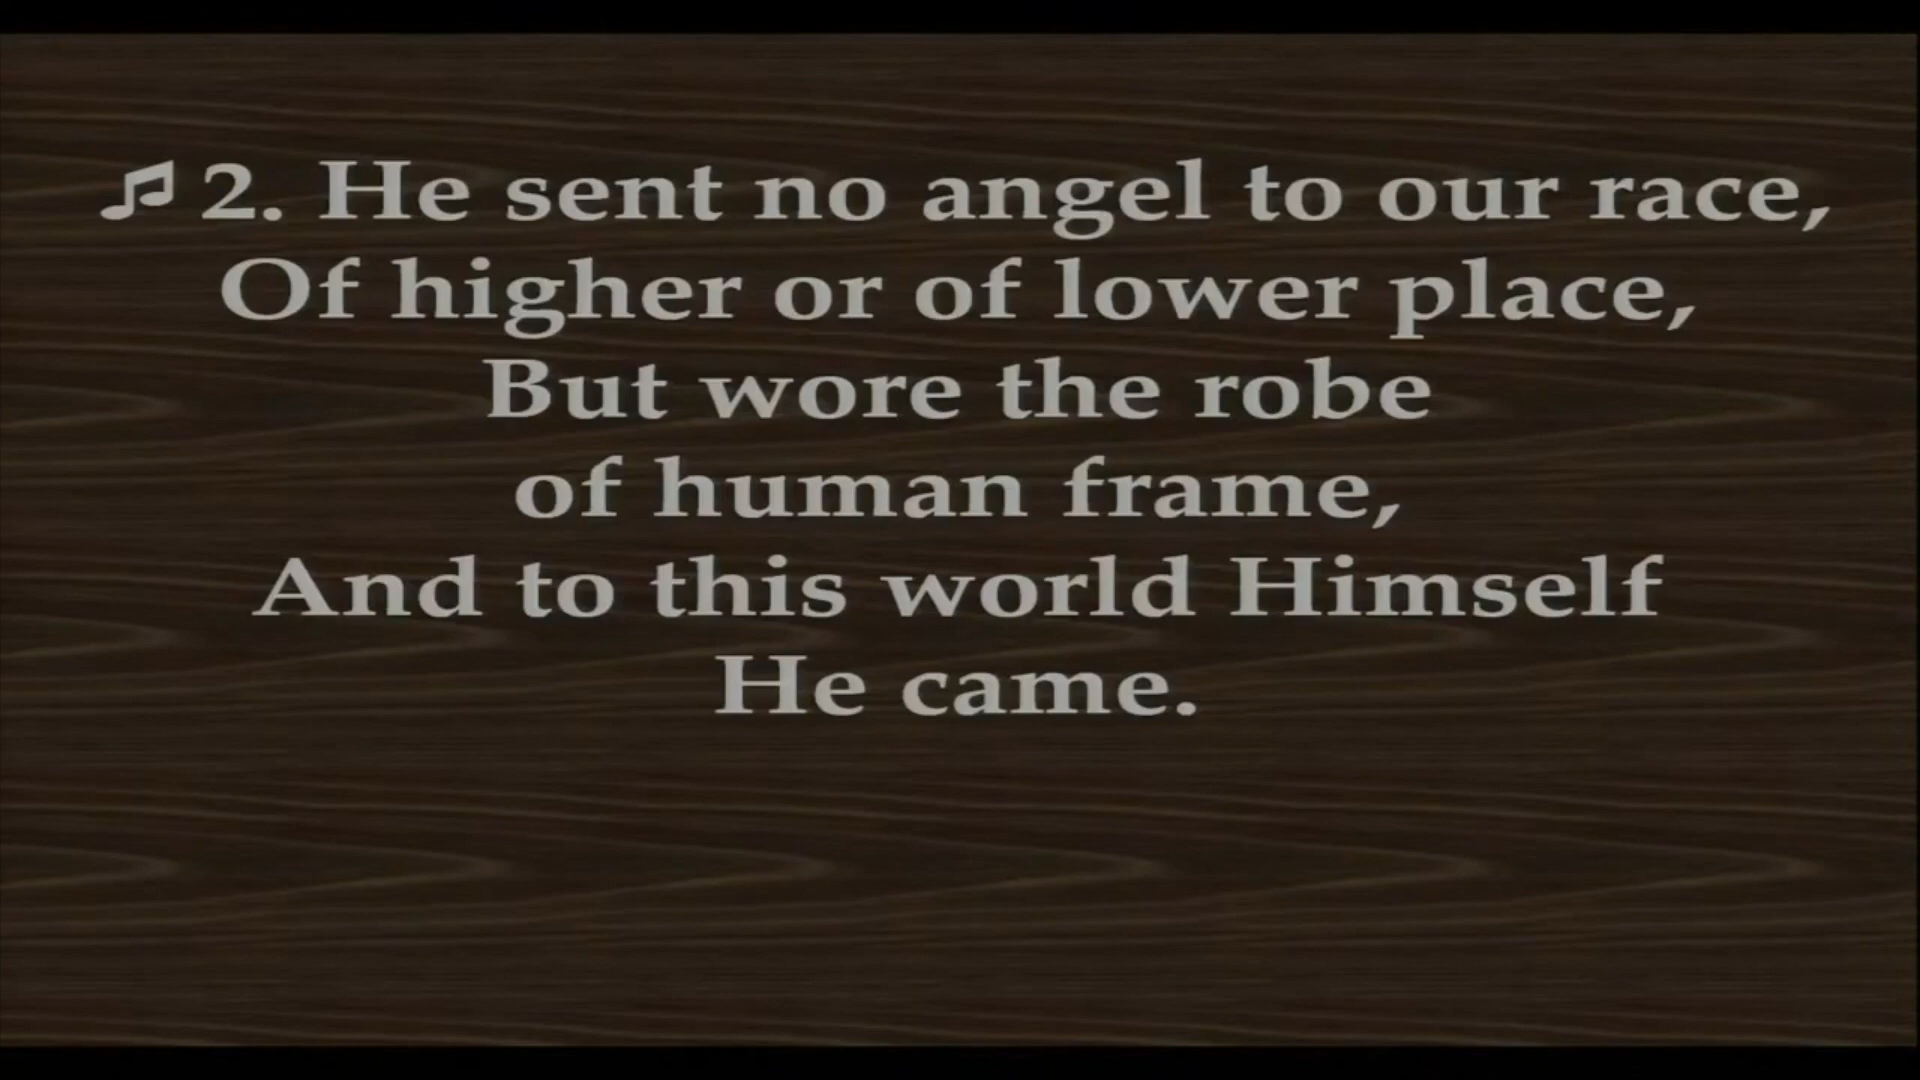 ♫ 2. He sent no angel to our race,
Of higher or of lower place,
But wore the robe
of human frame,
And to this world Himself
He came.